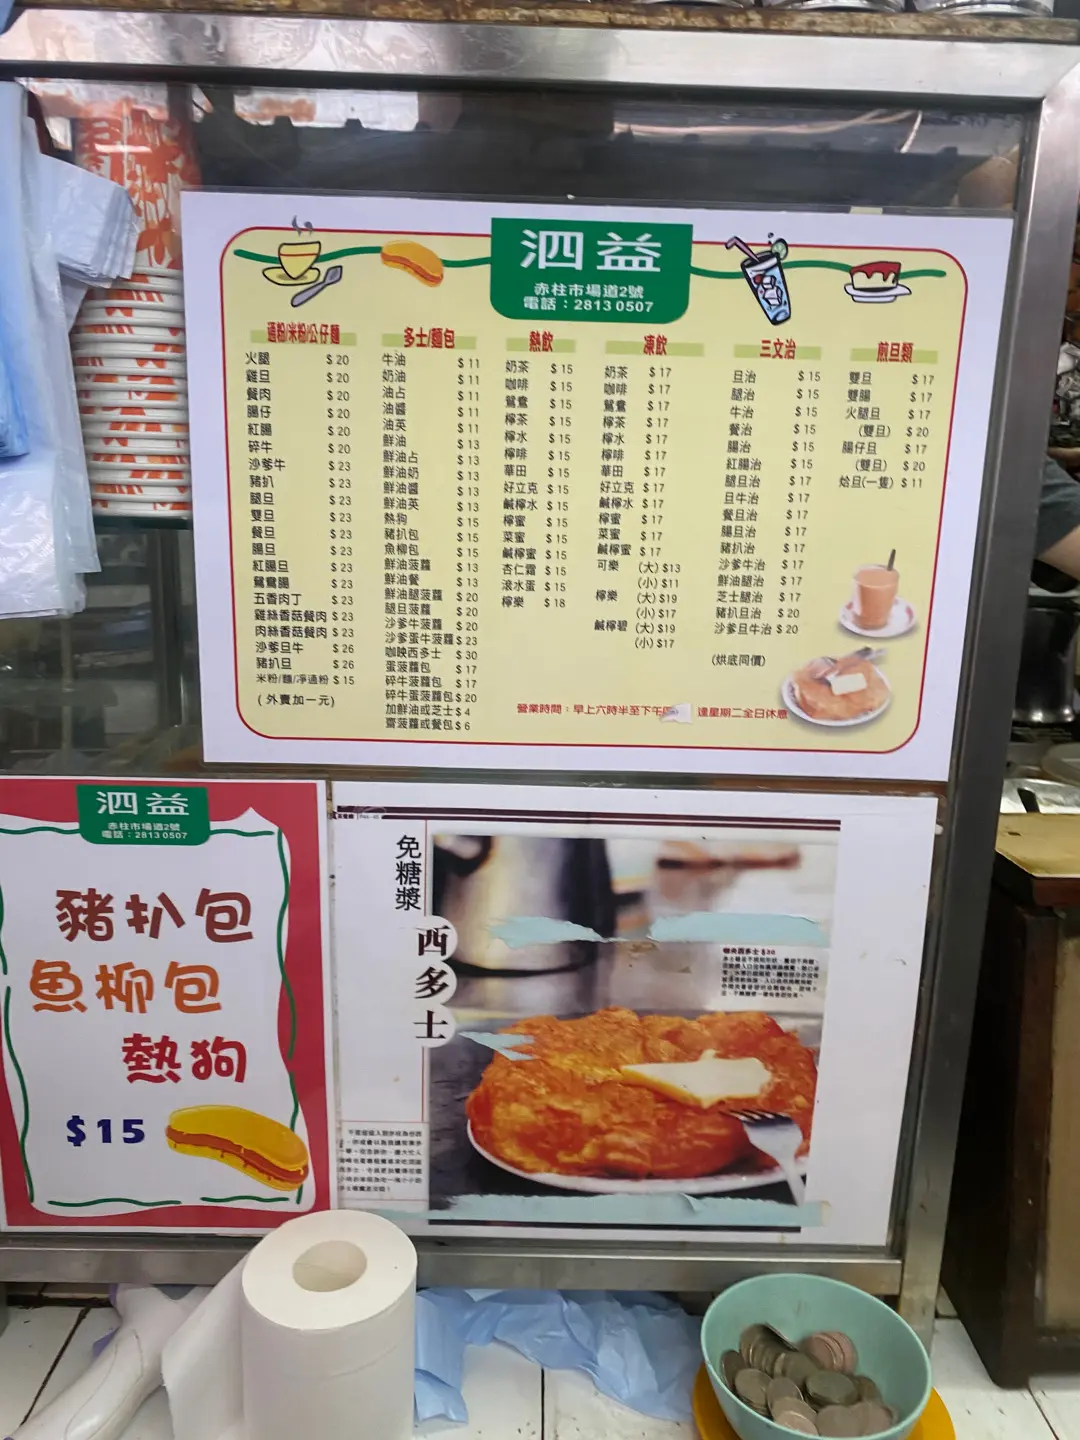 泗益
赤柱市場道2號
電話：2813 0507
通粉/米粉/公仔麵
火腿 $20
雞旦 $20
餐肉 $20
腸仔 $20
紅腸 $20
碎牛 $20
沙爹牛 $23
豬扒 $23
腿旦 $23
雙旦 $23
餐旦 $23
腸旦 $23
紅腸旦 $23
鴛鴦腸 $23
五香肉丁 $23
雞絲香菇餐肉 $23
肉絲香菇餐肉 $23
沙爹旦牛 $26
豬扒旦 $26
米粉/麵/淨通粉 $15
(外賣加一元)
多士/麵包
牛油 $11
奶油 $11
油占 $11
油醬 $11
油英 $11
鮮油 $13
鮮油占 $13
鮮油奶 $13
鮮油醬 $13
鮮油英 $13
熱狗 $15
豬扒包 $15
魚柳包 $15
鮮油菠蘿 $13
鮮油餐 $13
鮮油腿菠蘿 $20
腿旦菠蘿 $20
沙爹牛菠蘿 $20
沙爹蛋牛菠蘿 $23
咖央西多士 $30
蛋菠蘿包 $17
碎牛菠蘿包 $17
碎牛蛋菠蘿包 $20
加鮮油或芝士 $4
齋菠蘿或餐包 $6
熱飲
奶茶 $15
咖啡 $15
鴛鴦 $15
檸茶 $15
檸水 $15
檸啡 $15
華田 $15
好立克 $15
鹹檸水 $15
檸蜜 $15
菜蜜 $15
鹹檸蜜 $15
杏仁霜 $15
滾水蛋 $15
檸樂 $18
凍飲
奶茶 $17
咖啡 $17
鴛鴦 $17
檸茶 $17
檸水 $17
檸啡 $17
華田 $17
好立克 $17
鹹檸水 $17
檸蜜 $17
菜蜜 $17
鹹檸蜜 $17
可樂 (大) $13
(小) $11
檸樂 (大) $19
(小) $17
鹹檸碧 (大) $19
(小) $17
三文治
旦治 $15
腿治 $15
牛治 $15
餐治 $15
腸治 $15
紅腸治 $15
腿旦治 $17
旦牛治 $17
餐旦治 $17
腸旦治 $17
豬扒治 $17
沙爹牛治 $17
鮮油腿治 $17
芝士腿治 $17
豬扒旦治 $20
沙爹旦牛治 $20
(烘底同價)
煎旦類
雙旦 $17
雙腸 $17
火腿旦 $17
(雙旦) $20
腸仔旦 $17
(雙旦) $20
烚旦(一隻) $11
營業時間：早上六時半至下午 逢星期二全日休息
泗益
赤柱市場道2號
電話：2813 0507
豬扒包
魚柳包
熱狗
$15
免糖漿
西多士
咖央西多士 $30